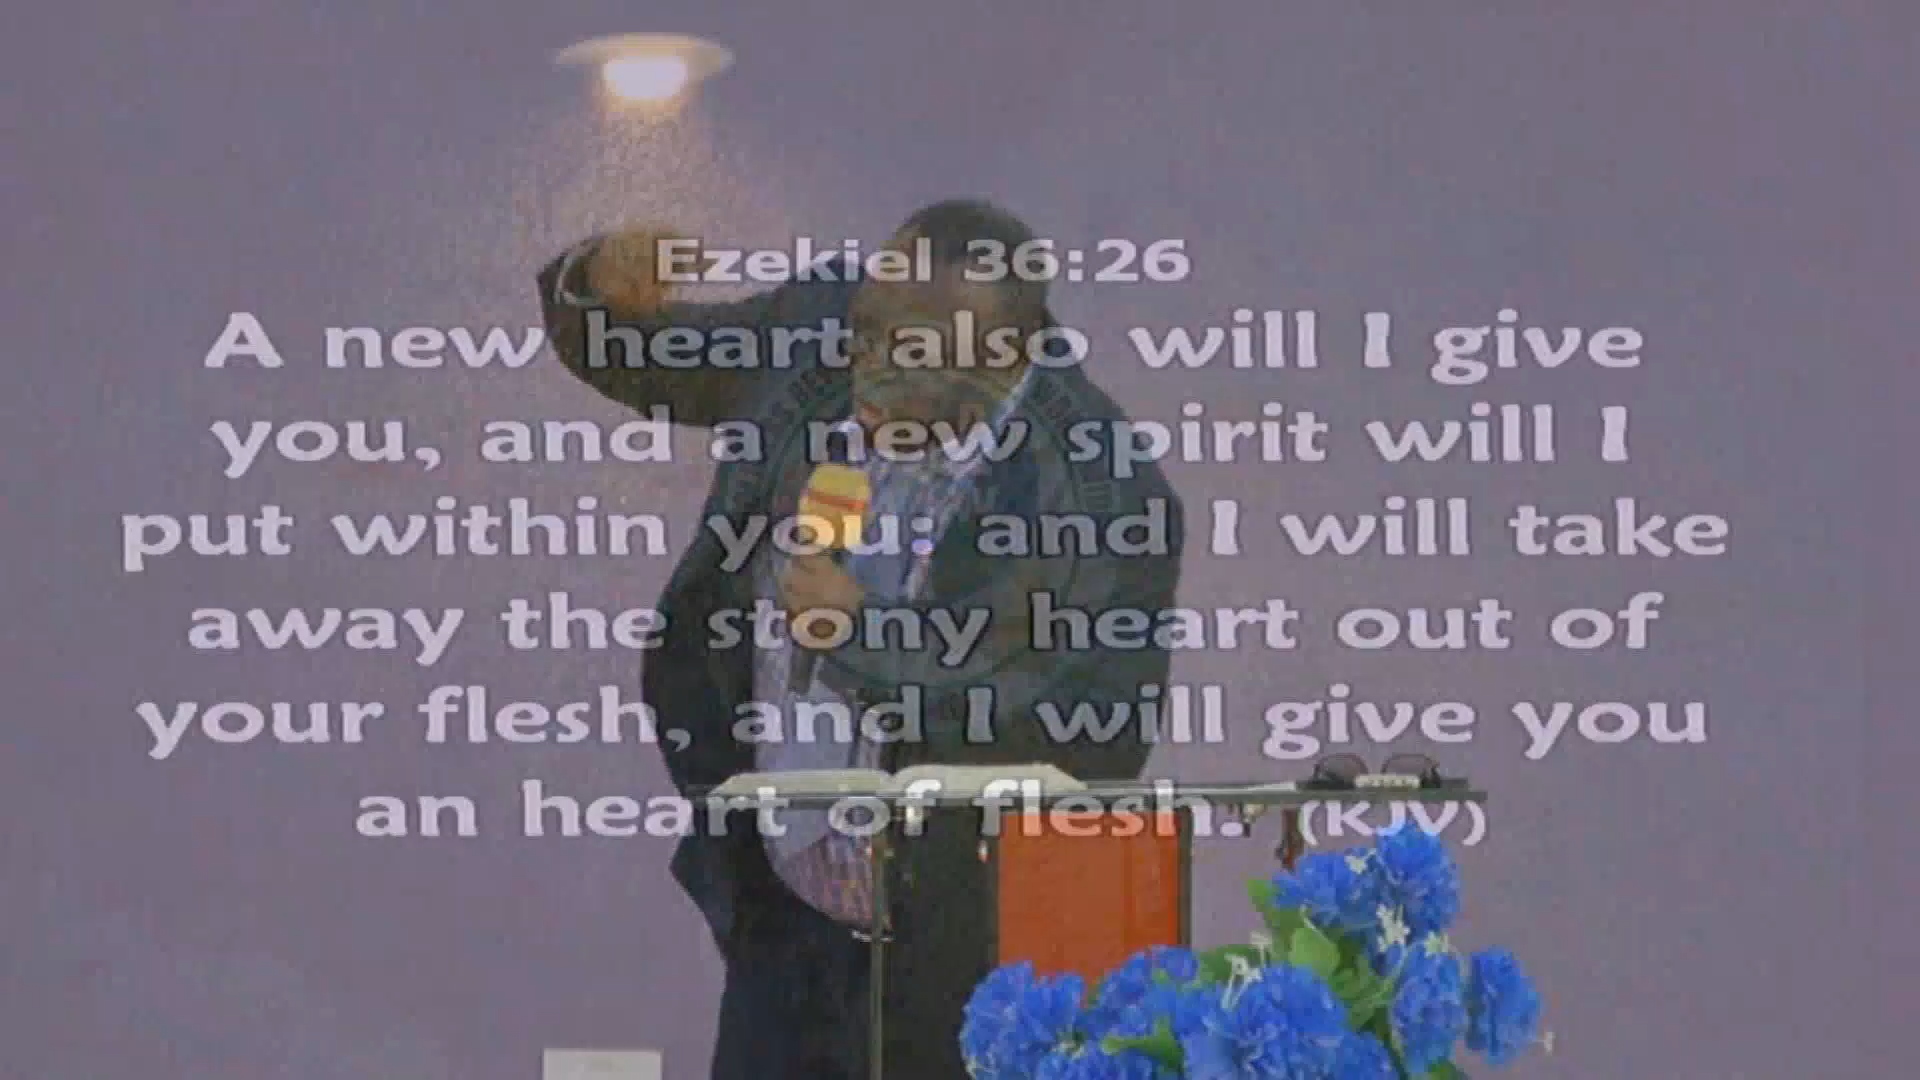 Ezekiel 36:26
A new heart also will I give
you, and a new spirit will I
put within you: and I will take
away the stony heart out of
your flesh, and I will give you
an heart of flesh. (KJV)